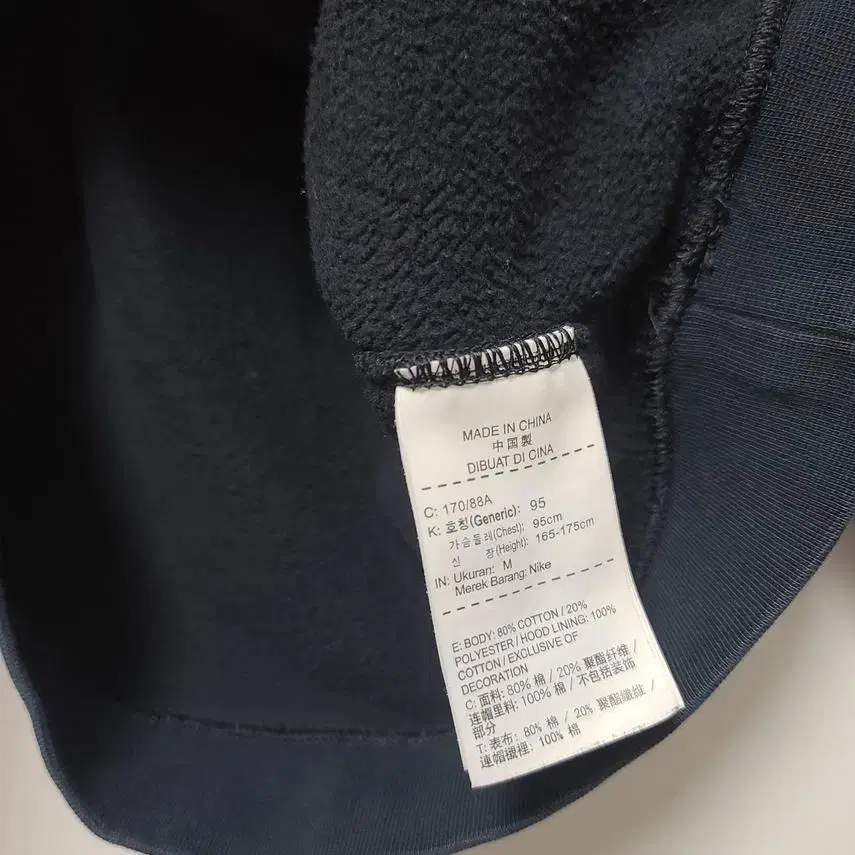 MADE IN CHINA
中国製
DIBUAT DI CINA
C: 170/88A
K: 호칭(Generic): 95
가슴둘레(Chest): 95cm
신 장(Height): 165-175cm
IN: Ukuran: M
Merek Barang: Nike
E: BODY: 80% COTTON / 20%
POLYESTER / HOOD LINING: 100%
COTTON / EXCLUSIVE OF
DECORATION
C: 面料: 80% 棉 / 20% 聚酯纤维 /
连帽里料: 100% 棉 / 不包括装饰
部分
T: 表布: 80% 棉 / 20% 聚酯纖維 /
連帽襯裡: 100% 棉